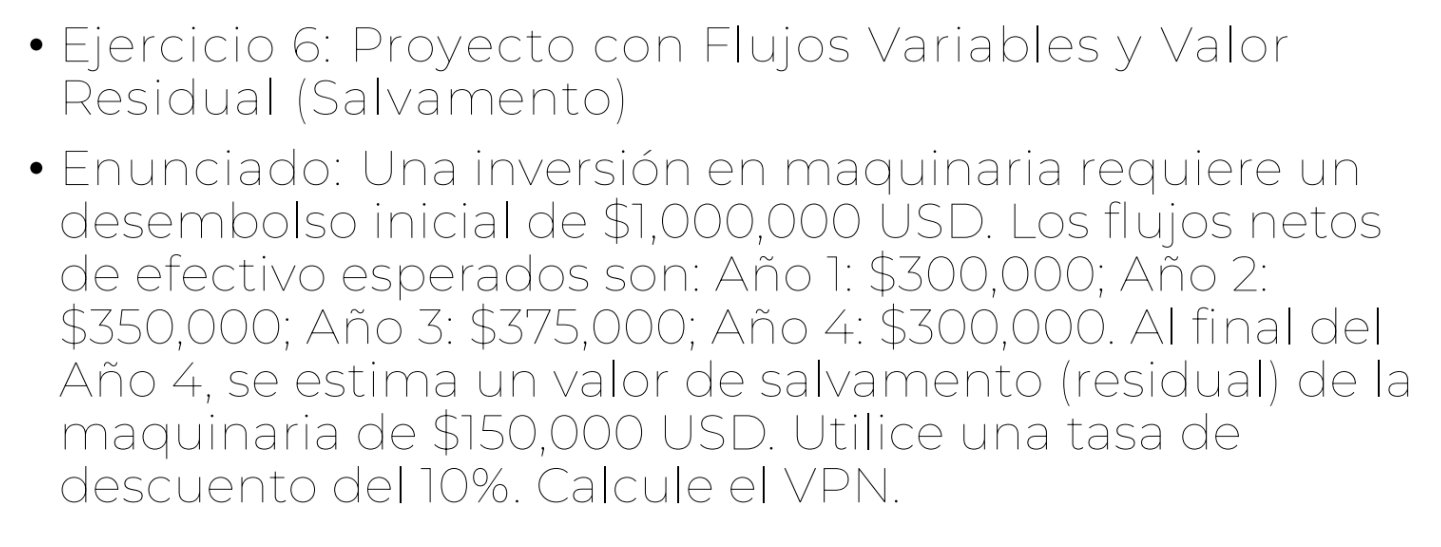 • Ejercicio 6: Proyecto con Flujos Variables y Valor
Residual (Salvamento)
• Enunciado: Una inversión en maquinaria requiere un
desembolso inicial de $1,000,000 USD. Los flujos netos
de efectivo esperados son: Año 1: $300,000; Año 2:
$350,000; Año 3: $375,000; Año 4: $300,000. Al final del
Año 4, se estima un valor de salvamento (residual) de la
maquinaria de $150,000 USD. Utilice una tasa de
descuento del 10%. Calcule el VPN.